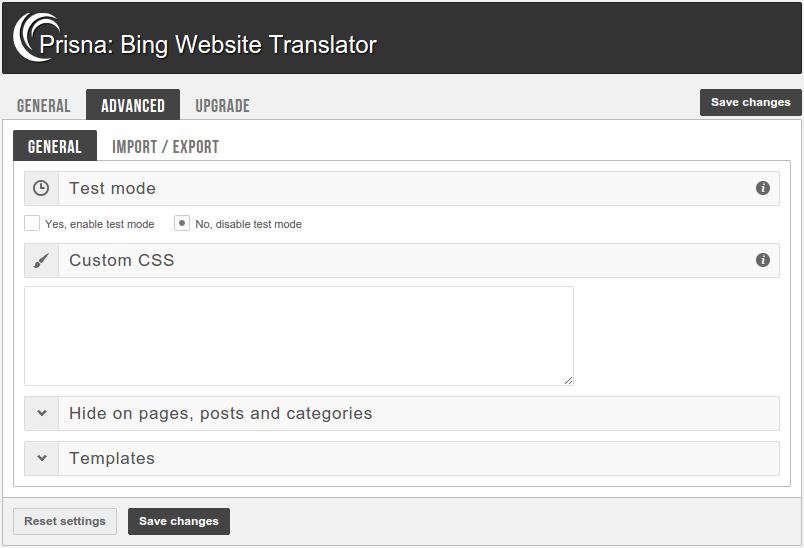 Prisna: Bing Website Translator
GENERAL ADVANCED UPGRADE Save changes
GENERAL IMPORT / EXPORT
Test mode
Yes, enable test mode No, disable test mode
Custom CSS
Hide on pages, posts and categories
Templates
Reset settings Save changes